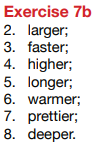 Exercise 7b
2. larger;
3. faster;
4. higher;
5. longer;
6. warmer;
7. prettier;
8. deeper.